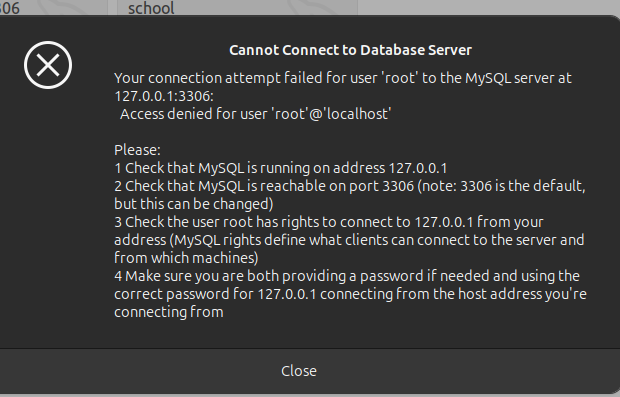 306
school
Cannot Connect to Database Server
Your connection attempt failed for user 'root' to the MySQL server at
127.0.0.1:3306:
Access denied for user 'root'@'localhost'
Please:
1 Check that MySQL is running on address 127.0.0.1
2 Check that MySQL is reachable on port 3306 (note: 3306 is the default,
but this can be changed)
3 Check the user root has rights to connect to 127.0.0.1 from your
address (MySQL rights define what clients can connect to the server and
from which machines)
4 Make sure you are both providing a password if needed and using the
correct password for 127.0.0.1 connecting from the host address you're
connecting from
Close